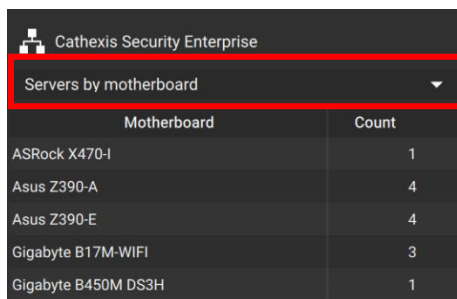 Cathexis Security Enterprise
Servers by motherboard
Motherboard Count
ASRock X470-I 1
Asus Z390-A 4
Asus Z390-E 4
Gigabyte B17M-WIFI 3
Gigabyte B450M DS3H 1